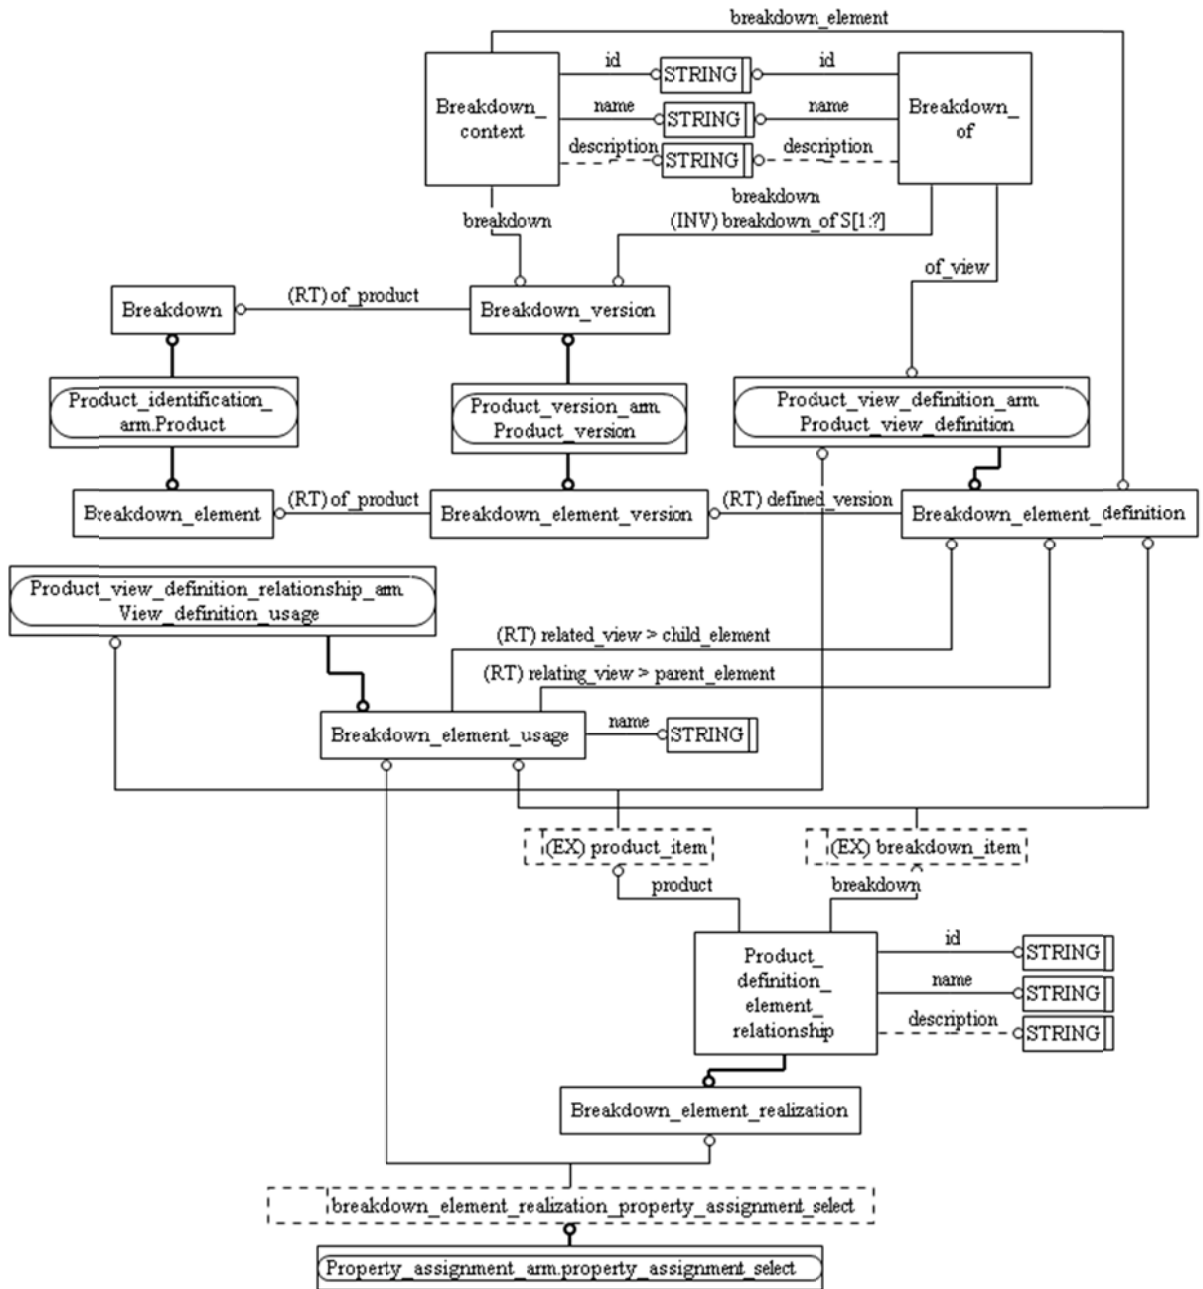 breakdown_element
id
STRING
id
Breakdown_
context
name
STRING
name
Breakdown_
of
description
STRING
description
breakdown
breakdown
(INV) breakdown_of S[1:?]
of_view
Breakdown
(RT) of_product
Breakdown_version
Product_identification_
arm.Product
Product_version_arm.
Product_version
Product_view_definition_arm.
Product_view_definition
Breakdown_element
(RT) of_product
Breakdown_element_version
(RT) defined_version
Breakdown_element_definition
Product_view_definition_relationship_arm.
View_definition_usage
(RT) related_view > child_element
(RT) relating_view > parent_element
Breakdown_element_usage
name
STRING
(EX) product_item
(EX) breakdown_item
product
breakdown
Product_
definition_
element_
relationship
id
STRING
name
STRING
description
STRING
Breakdown_element_realization
breakdown_element_realization_property_assignment_select
Property_assignment_arm.property_assignment_select